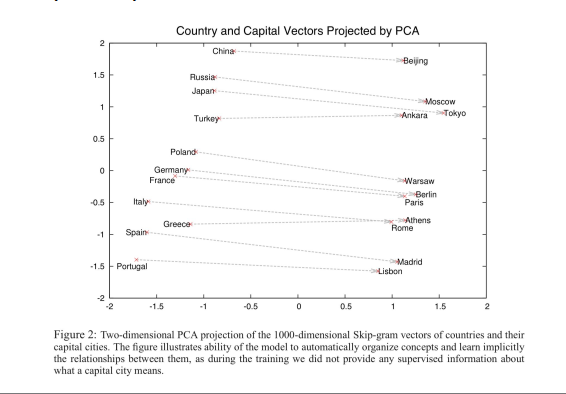 Country and Capital Vectors Projected by PCA
2
China
Beijing
1.5
Russia
Japan
Moscow
1
Turkey
Ankara
Tokyo
0.5
Poland
0
Germany
France
Warsaw
Berlin
Paris
-0.5
Italy
Greece
Athens
Rome
-1
Spain
Madrid
-1.5
Portugal
Lisbon
-2
-2 -1.5 -1 -0.5 0 0.5 1 1.5 2
Figure 2: Two-dimensional PCA projection of the 1000-dimensional Skip-gram vectors of countries and their
capital cities. The figure illustrates ability of the model to automatically organize concepts and learn implicitly
the relationships between them, as during the training we did not provide any supervised information about
what a capital city means.